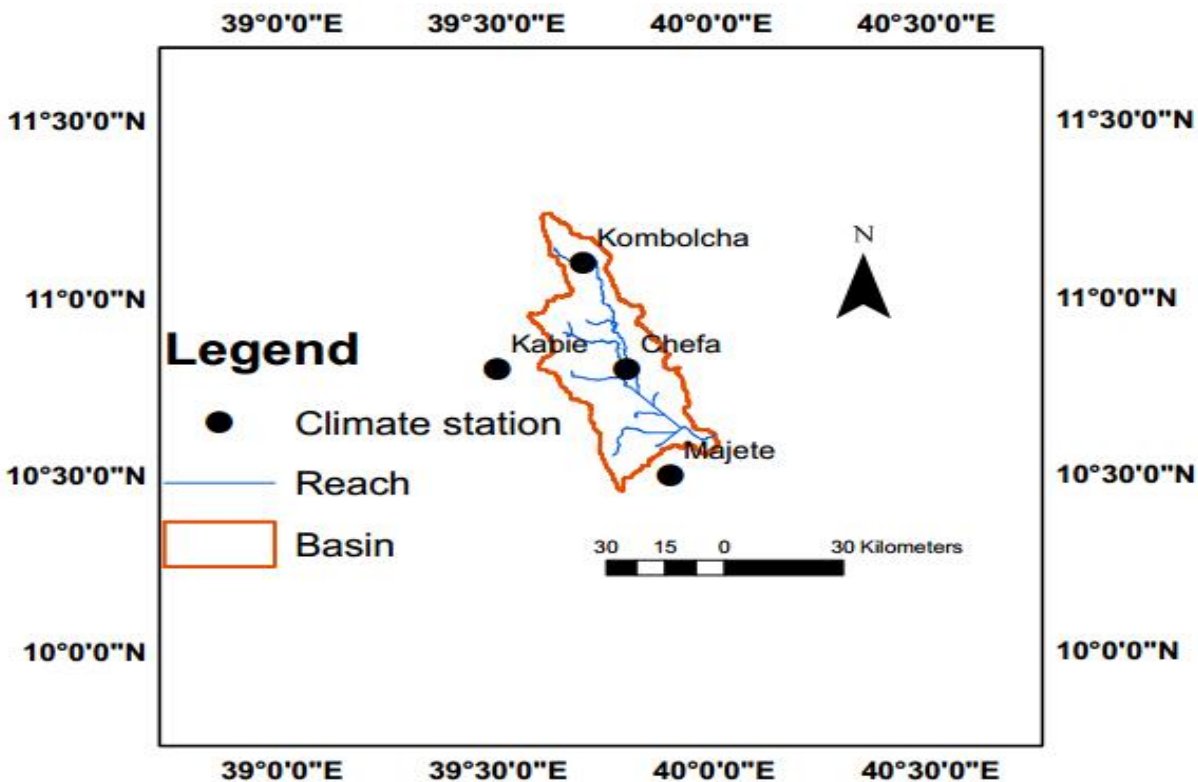 39°0'0"E 39°30'0"E 40°0'0"E 40°30'0"E
11°30'0"N 11°30'0"N
Kombolcha
N
11°0'0"N 11°0'0"N
Legend
Kabie Chefa
Climate station
Majete
10°30'0"N 10°30'0"N
Reach
Basin
30 15 0 30 Kilometers
10°0'0"N 10°0'0"N
39°0'0"E 39°30'0"E 40°0'0"E 40°30'0"E